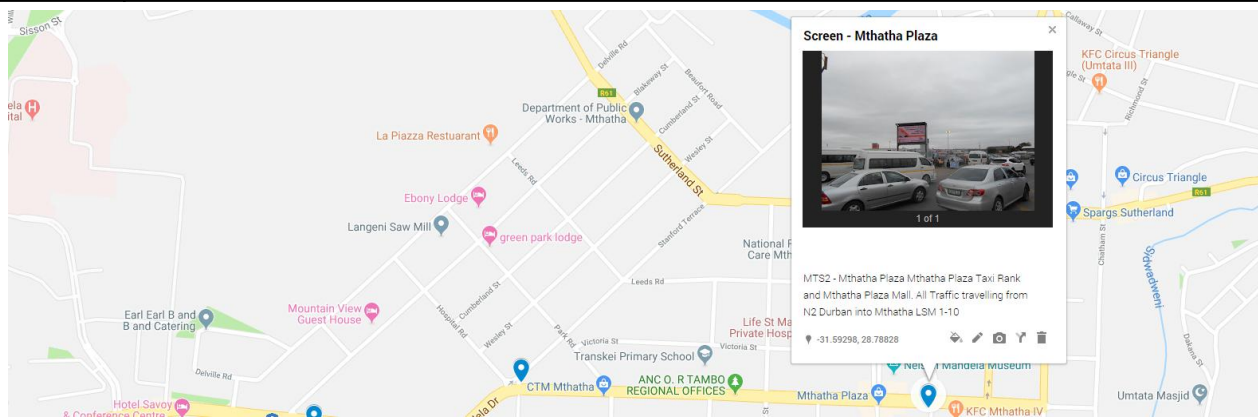 Sisson St
Delville Rd
Blakeway St
Beaufort Road
R61
Cumberland St
Department of Public
Works - Mthatha
La Piazza Restuarant
Wesley St
Sutherland St
Leeds Rd
Ebony Lodge
Langeni Saw Mill
green park lodge
Stanford Terrace
National
Care Mth
Leeds Rd
Mountain View
Guest House
Cumberland St
Hospital Rd
Wesley St
Park Rd
Earl Earl B and
B and Catering
Life St Ma
Private Hosp
Victoria St
Victoria St
Transkei Primary School
Delville Rd
CTM Mthatha
ANC O. R TAMBO
REGIONAL OFFICES
Hotel Savoy
& Conference Centre
Screen - Mthatha Plaza
1 of 1
MTS2 - Mthatha Plaza Mthatha Plaza Taxi Rank
and Mthatha Plaza Mall. All Traffic travelling from
N2 Durban into Mthatha LSM 1-10
-31.59298, 28.78828
Callaway St
KFC Circus Triangle
(Umtata III)
Richmond St
Circus Triangle
R61
Spargs Sutherland
Chatham St
Sidwadweni
Dakana St
Nelson Mandela Museum
Mthatha Plaza
KFC Mthatha IV
Umtata Masjid